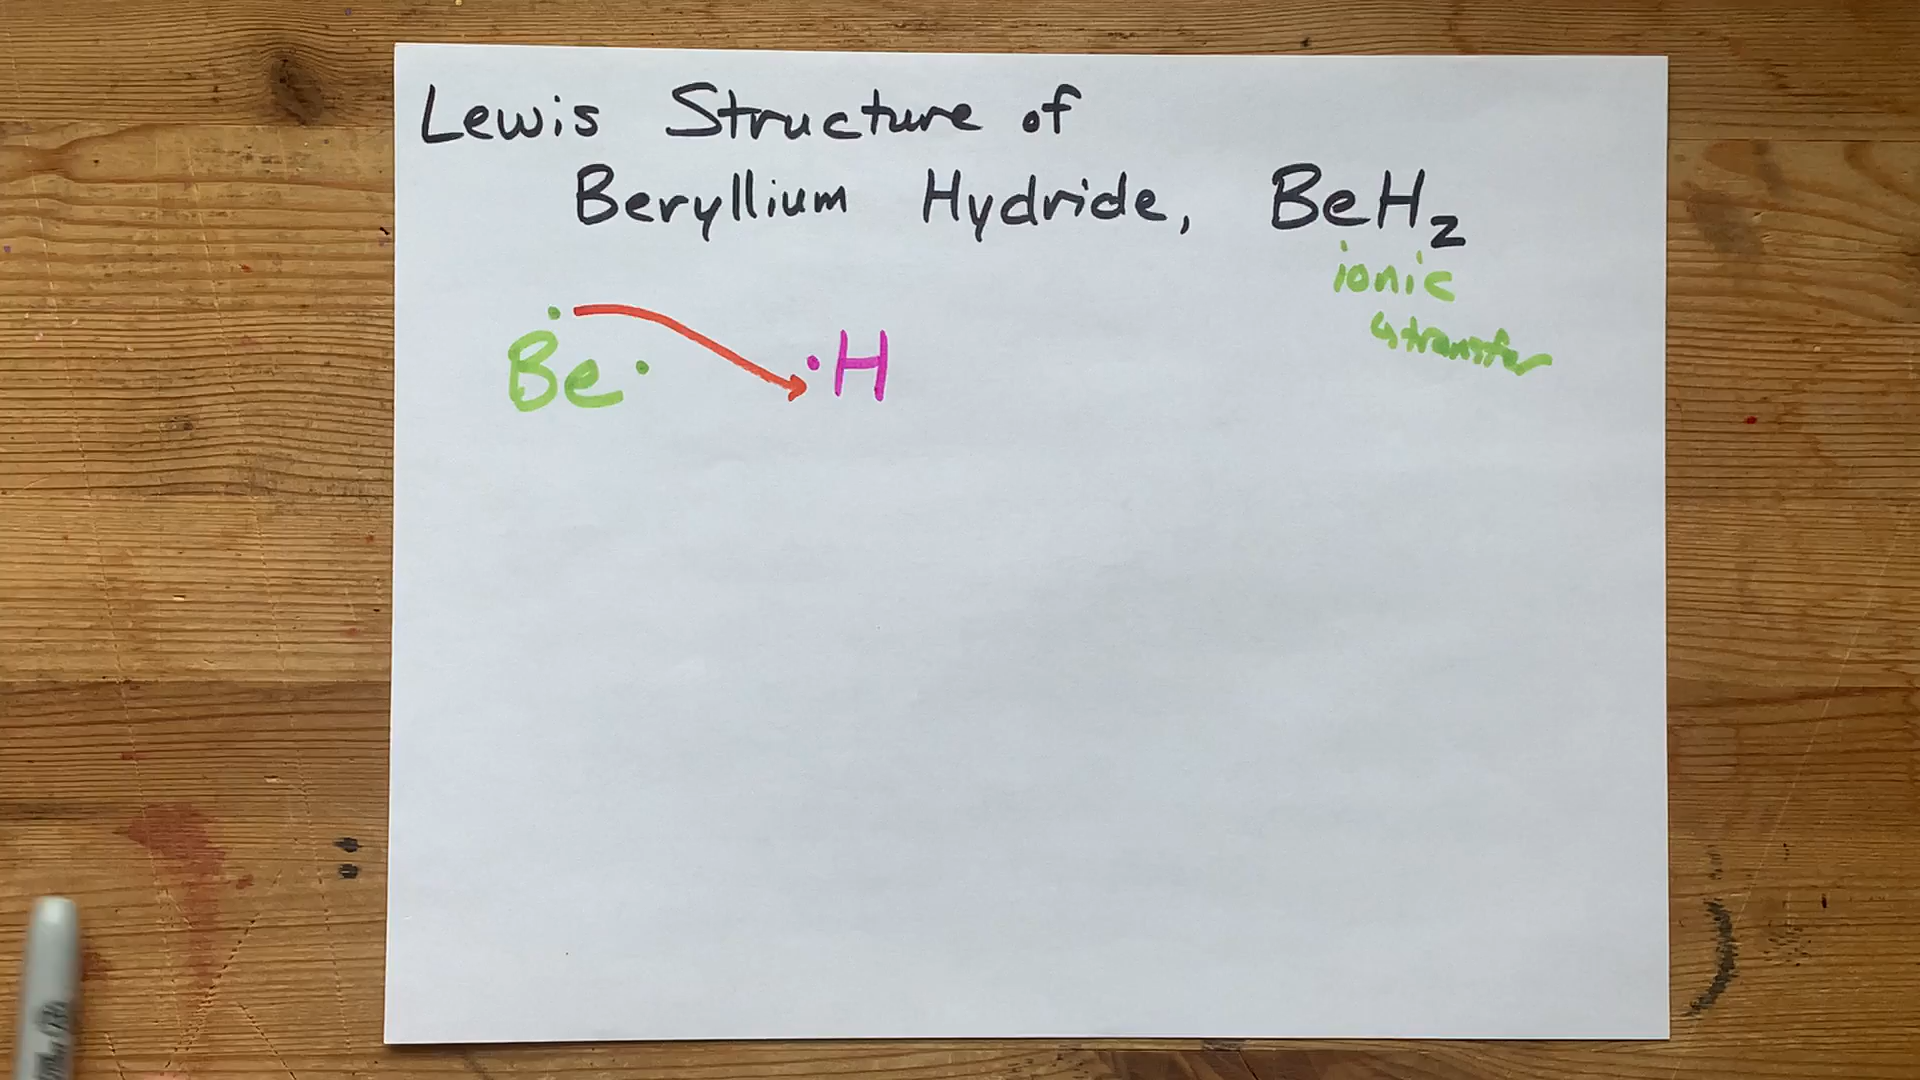 Lewis Structure of
Beryllium Hydride, BeH₂
ionic
↳transfer
Be
H